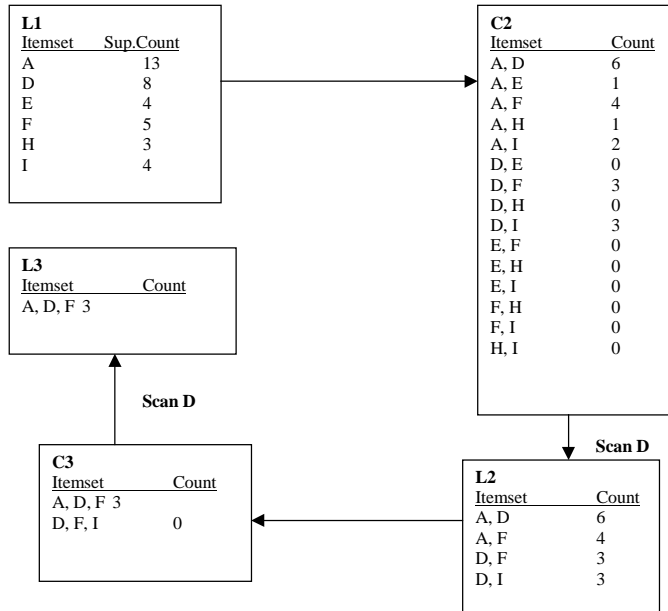 L1
Itemset Sup.Count
A 13
D 8
E 4
F 5
H 3
I 4
C2
Itemset Count
A, D 6
A, E 1
A, F 4
A, H 1
A, I 2
D, E 0
D, F 3
D, H 0
D, I 3
E, F 0
E, H 0
E, I 0
F, H 0
F, I 0
H, I 0
Scan D
L2
Itemset Count
A, D 6
A, F 4
D, F 3
D, I 3
C3
Itemset Count
A, D, F 3
D, F, I 0
Scan D
L3
Itemset Count
A, D, F 3